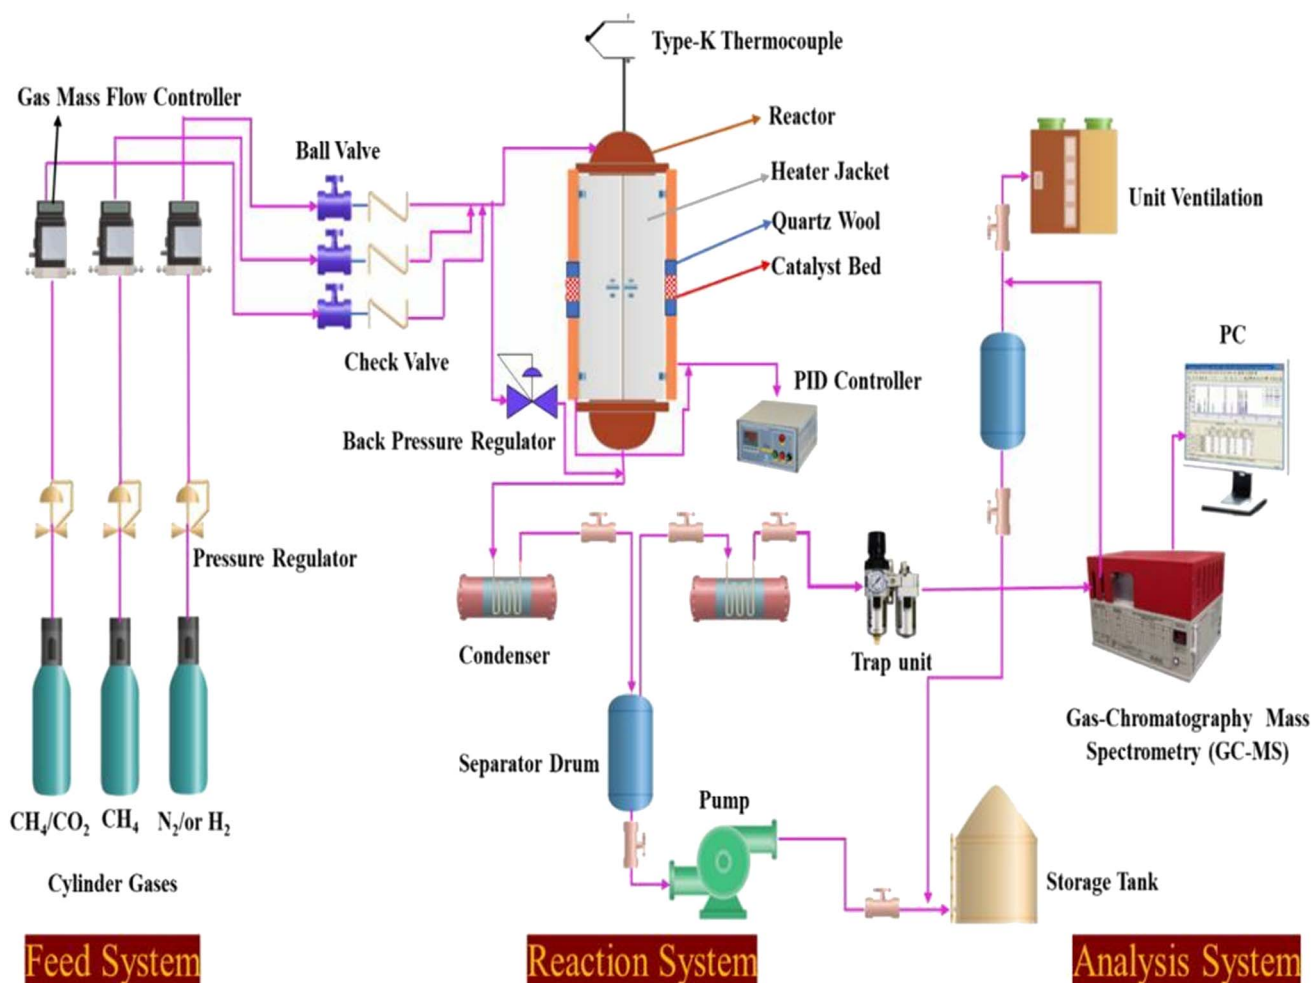 Type-K Thermocouple
Gas Mass Flow Controller
Reactor
Ball Valve
Heater Jacket
Unit Ventilation
Quartz Wool
Catalyst Bed
PC
Check Valve
PID Controller
Back Pressure Regulator
Pressure Regulator
Condenser
Trap unit
Gas-Chromatography Mass
Spectrometry (GC-MS)
Separator Drum
Pump
CH₄/CO₂ CH₄ N₂/or H₂
Cylinder Gases
Storage Tank
Feed System
Reaction System
Analysis System